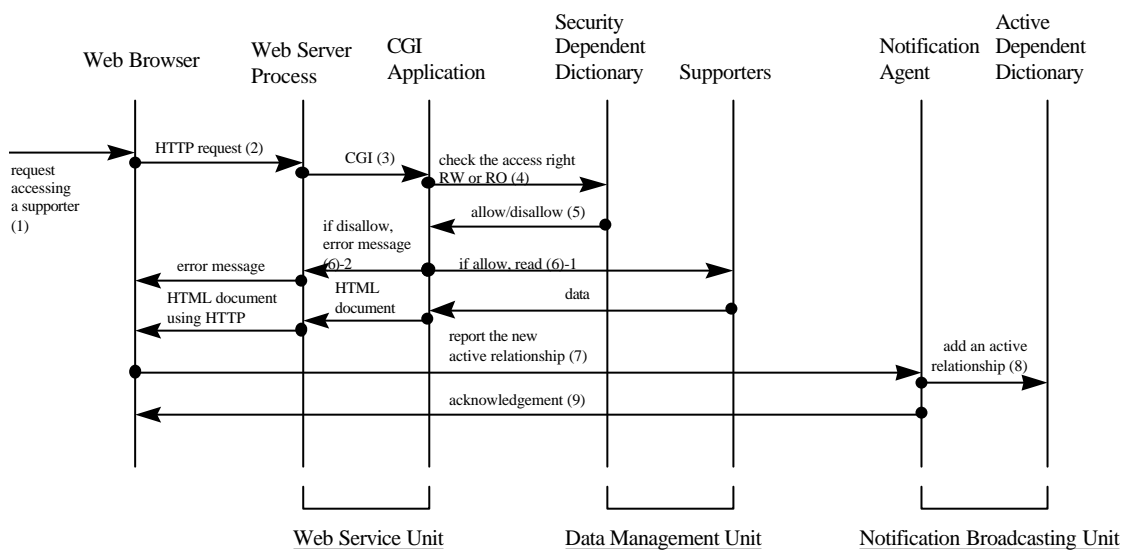 Web Browser
Web Server
Process
CGI
Application
Security
Dependent
Dictionary
Supporters
Notification
Agent
Active
Dependent
Dictionary
request
accessing
a supporter
(1)
HTTP request (2)
CGI (3)
check the access right
RW or RO (4)
allow/disallow (5)
if disallow,
error message
(6)-2
if allow, read (6)-1
error message
data
HTML
document
HTML document
using HTTP
report the new
active relationship (7)
add an active
relationship (8)
acknowledgement (9)
Web Service Unit
Data Management Unit
Notification Broadcasting Unit